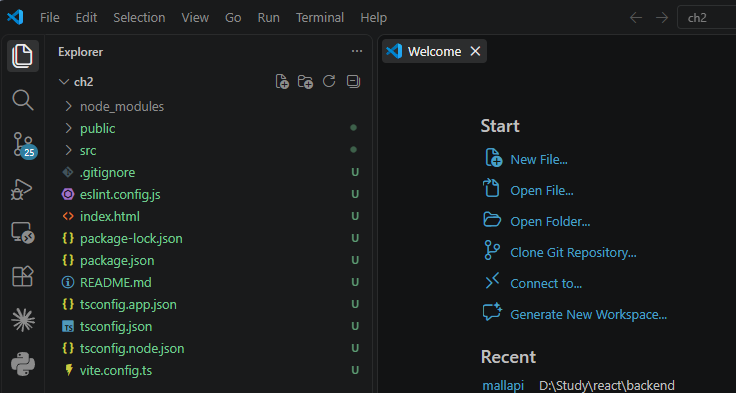 File Edit Selection View Go Run Terminal Help
ch2
Explorer
ch2
node_modules
public
src
.gitignore U
eslint.config.js U
index.html U
package-lock.json U
package.json U
README.md U
tsconfig.app.json U
TS tsconfig.json U
tsconfig.node.json U
vite.config.ts U
25
Welcome
Start
New File...
Open File...
Open Folder...
Clone Git Repository...
Connect to...
Generate New Workspace...
Recent
mallapi D:\Study\react\backend